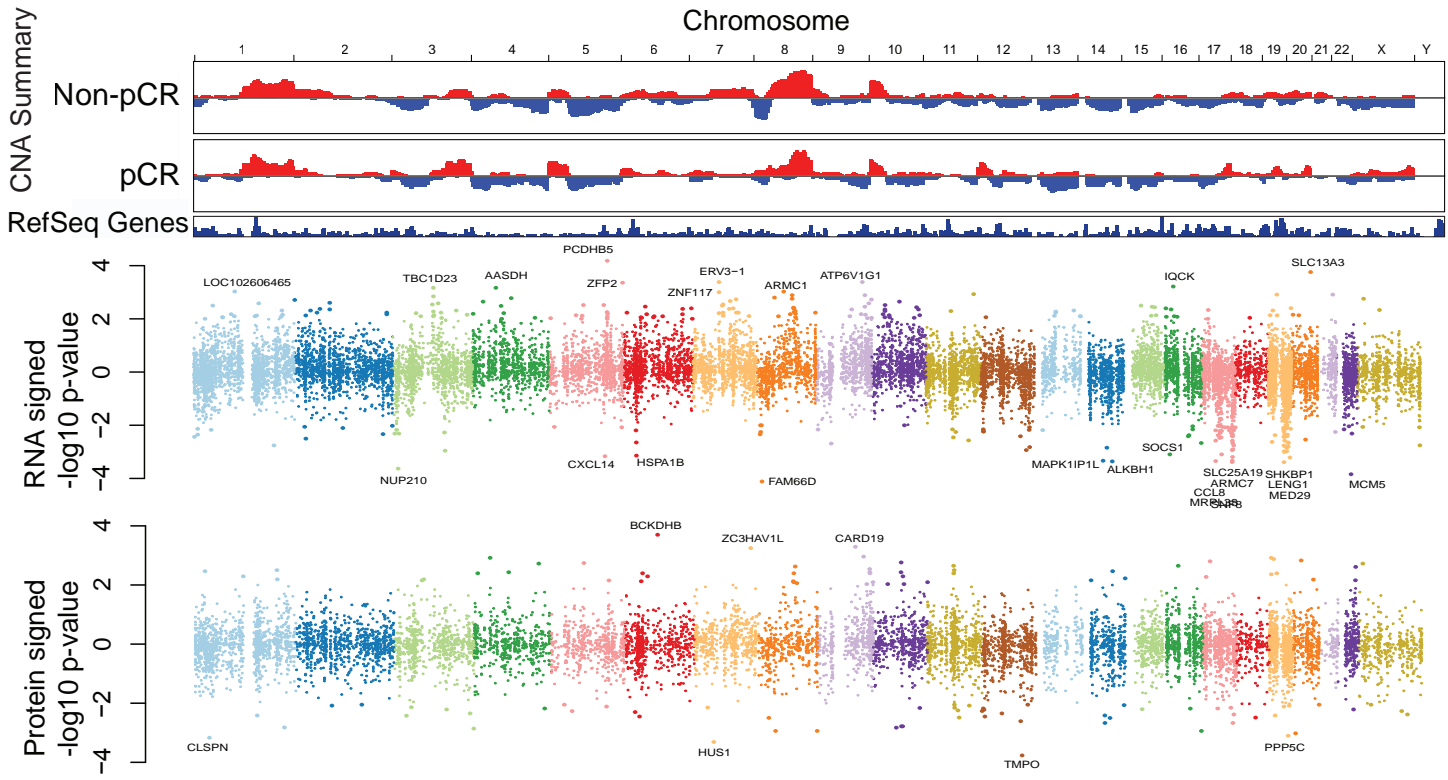 Chromosome
1 2 3 4 5 6 7 8 9 10 11 12 13 14 15 16 17 18 19 20 21 22 X Y
CNA Summary
Non-pCR
pCR
RefSeq Genes
RNA signed
-log10 p-value
4
2
0
−2
−4
PCDHB5
LOC102606465
TBC1D23
AASDH
ZFP2
ZNF117
ERV3−1
ARMC1
ATP6V1G1
IQCK
SLC13A3
NUP210
CXCL14
HSPA1B
FAM66D
MAPK1IP1L
ALKBH1
SOCS1
SLC25A19
ARMC7
CCL8
MRPL38
SNF8
SHKBP1
LENG1
MED29
MCM5
Protein signed
-log10 p-value
4
2
0
−2
−4
BCKDHB
ZC3HAV1L
CARD19
CLSPN
HUS1
TMPO
PPP5C